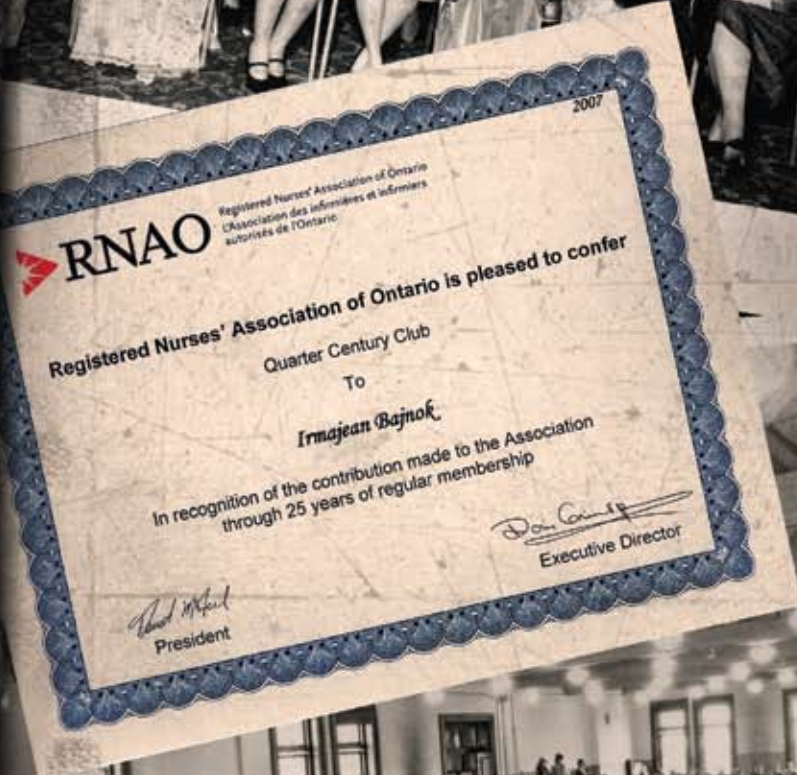 2007
RNAO
Registered Nurses' Association of Ontario
L'Association des infirmières et infirmiers
autorisés de l'Ontario
Registered Nurses' Association of Ontario is pleased to confer
Quarter Century Club
To
Irmajean Bajnok
In recognition of the contribution made to the Association
through 25 years of regular membership
Executive Director
President